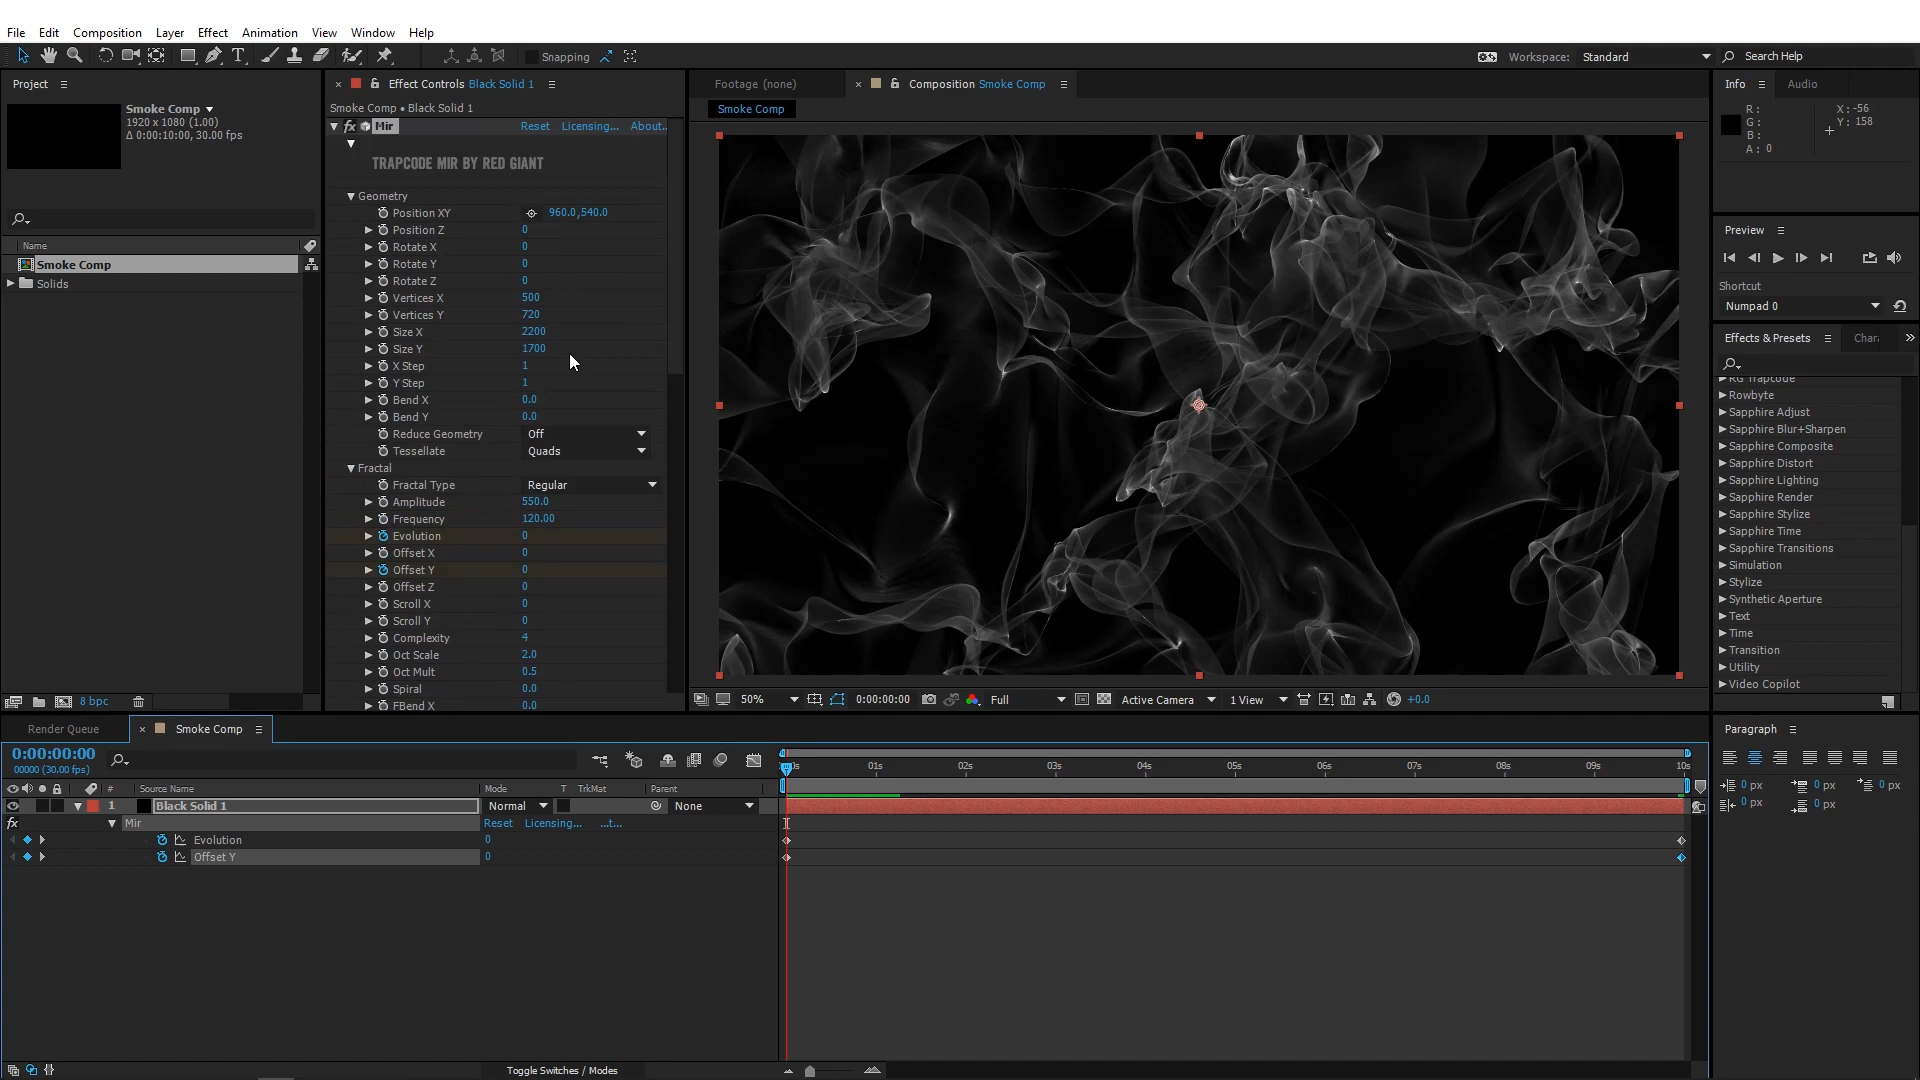 File Edit Composition Layer Effect Animation View Window Help
Snapping
Workspace: Standard
Search Help
Project
Smoke Comp
1920 x 1080 (1.00)
Δ 0:00:10:00, 30.00 fps
Name
Smoke Comp
Solids
8 bpc
Effect Controls Black Solid 1
Smoke Comp • Black Solid 1
fx Mir Reset Licensing... About..
TRAPCODE MIR BY RED GIANT
Geometry
Position XY 960.0,540.0
Position Z 0
Rotate X 0
Rotate Y 0
Rotate Z 0
Vertices X 500
Vertices Y 720
Size X 2200
Size Y 1700
X Step 1
Y Step 1
Bend X 0.0
Bend Y 0.0
Reduce Geometry Off
Tessellate Quads
Fractal
Fractal Type Regular
Amplitude 550.0
Frequency 120.00
Evolution 0
Offset X 0
Offset Y 0
Offset Z 0
Scroll X 0
Scroll Y 0
Complexity 4
Oct Scale 2.0
Oct Mult 0.5
Spiral 0.0
FBend X 0.0
Footage (none)
Composition Smoke Comp
Smoke Comp
50% 0:00:00:00 Full Active Camera 1 View +0.0
Info Audio
R: X: -56
G: Y: 158
B:
A: 0
Preview
Shortcut
Numpad 0
Effects & Presets Chara
RG Trapcode
Rowbyte
Sapphire Adjust
Sapphire Blur+Sharpen
Sapphire Composite
Sapphire Distort
Sapphire Lighting
Sapphire Render
Sapphire Stylize
Sapphire Time
Sapphire Transitions
Simulation
Stylize
Synthetic Aperture
Text
Time
Transition
Utility
Video Copilot
Render Queue Smoke Comp
0:00:00:00
00000 (30.00 fps)
# Source Name Mode T TrkMat Parent
1 Black Solid 1 Normal None
fx Mir Reset Licensing... ...t...
Evolution 0
Offset Y 0
0s 01s 02s 03s 04s 05s 06s 07s 08s 09s 10s
Toggle Switches / Modes
Paragraph
0 px 0 px 0 px
0 px 0 px